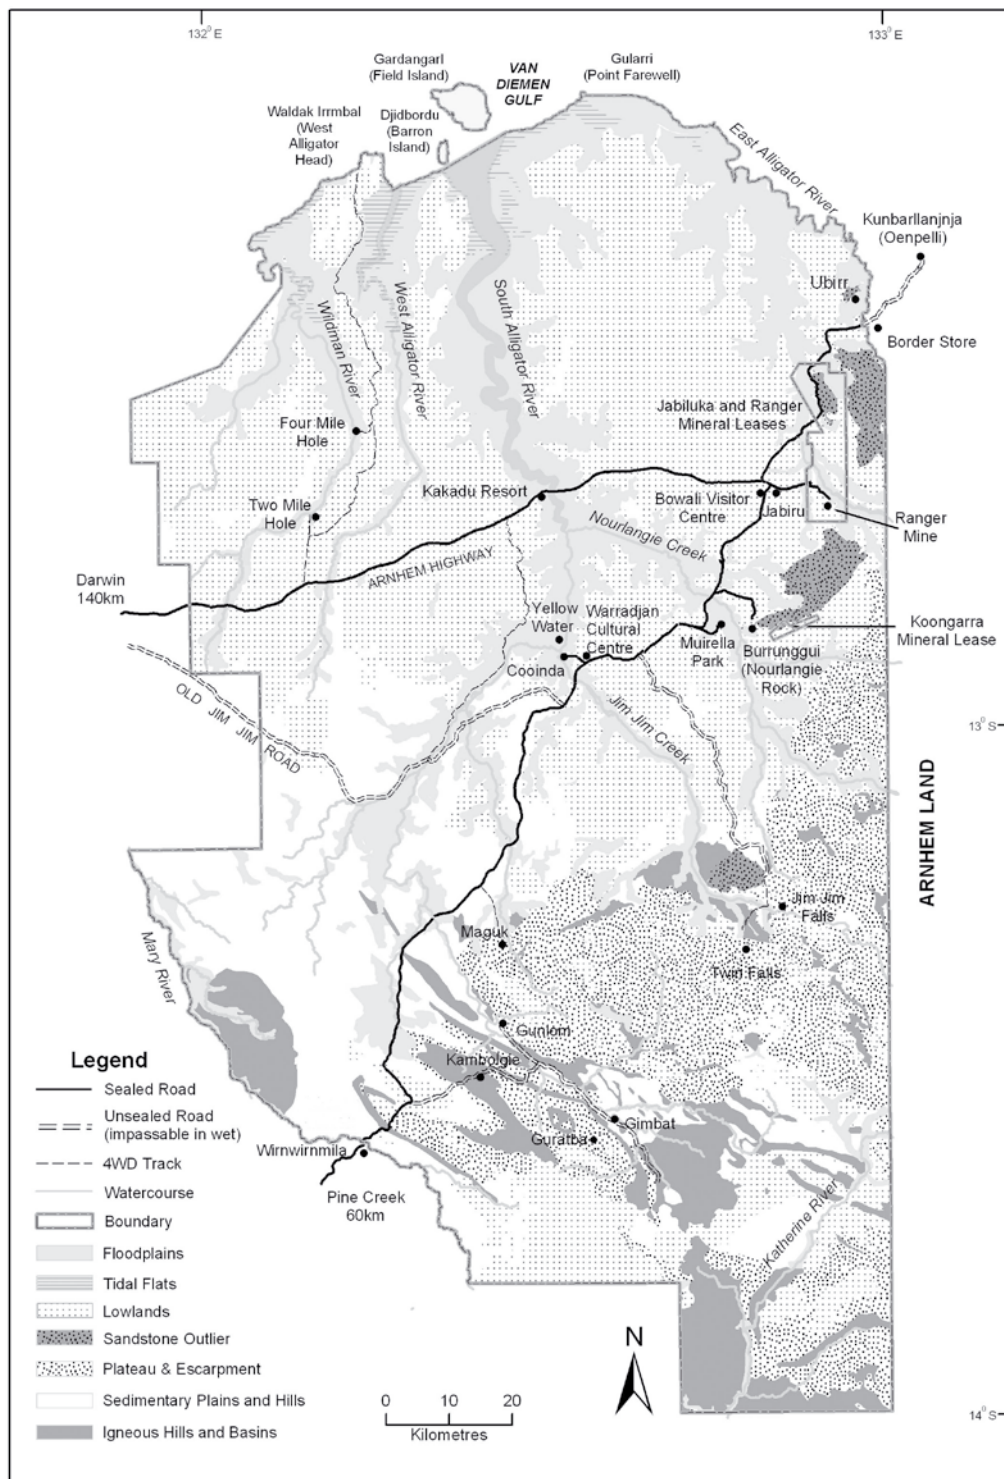 132° E
133° E
Gardangarl
(Field Island)
VAN
DIEMEN
GULF
Gularri
(Point Farewell)
Waldak Irrmbal
(West
Alligator
Head)
Djidbordu
(Barron
Island)
East Alligator River
Kunbarllanjnja
(Oenpelli)
Ubirr
Border Store
Wildman River
West Alligator River
South Alligator River
Jabiluka and Ranger
Mineral Leases
Four Mile
Hole
Two Mile
Hole
Kakadu Resort
Bowali Visitor
Centre
Jabiru
Ranger
Mine
Nourlangie Creek
ARNHEM HIGHWAY
Darwin
140km
Yellow
Water
Warradjan
Cultural
Centre
Cooinda
Muirella
Park
Burrunggui
(Nourlangie
Rock)
Koongarra
Mineral Lease
OLD JIM JIM ROAD
Jim Jim Creek
13° S
ARNHEM LAND
Jim Jim
Falls
Maguk
Twin Falls
Mary River
Gunlom
Kambolgie
Gimbat
Guratba
Wirnwirnmila
Pine Creek
60km
Katherine River
Legend
Sealed Road
Unsealed Road
(impassable in wet)
4WD Track
Watercourse
Boundary
Floodplains
Tidal Flats
Lowlands
Sandstone Outlier
Plateau & Escarpment
Sedimentary Plains and Hills
Igneous Hills and Basins
N
0 10 20
Kilometres
14° S